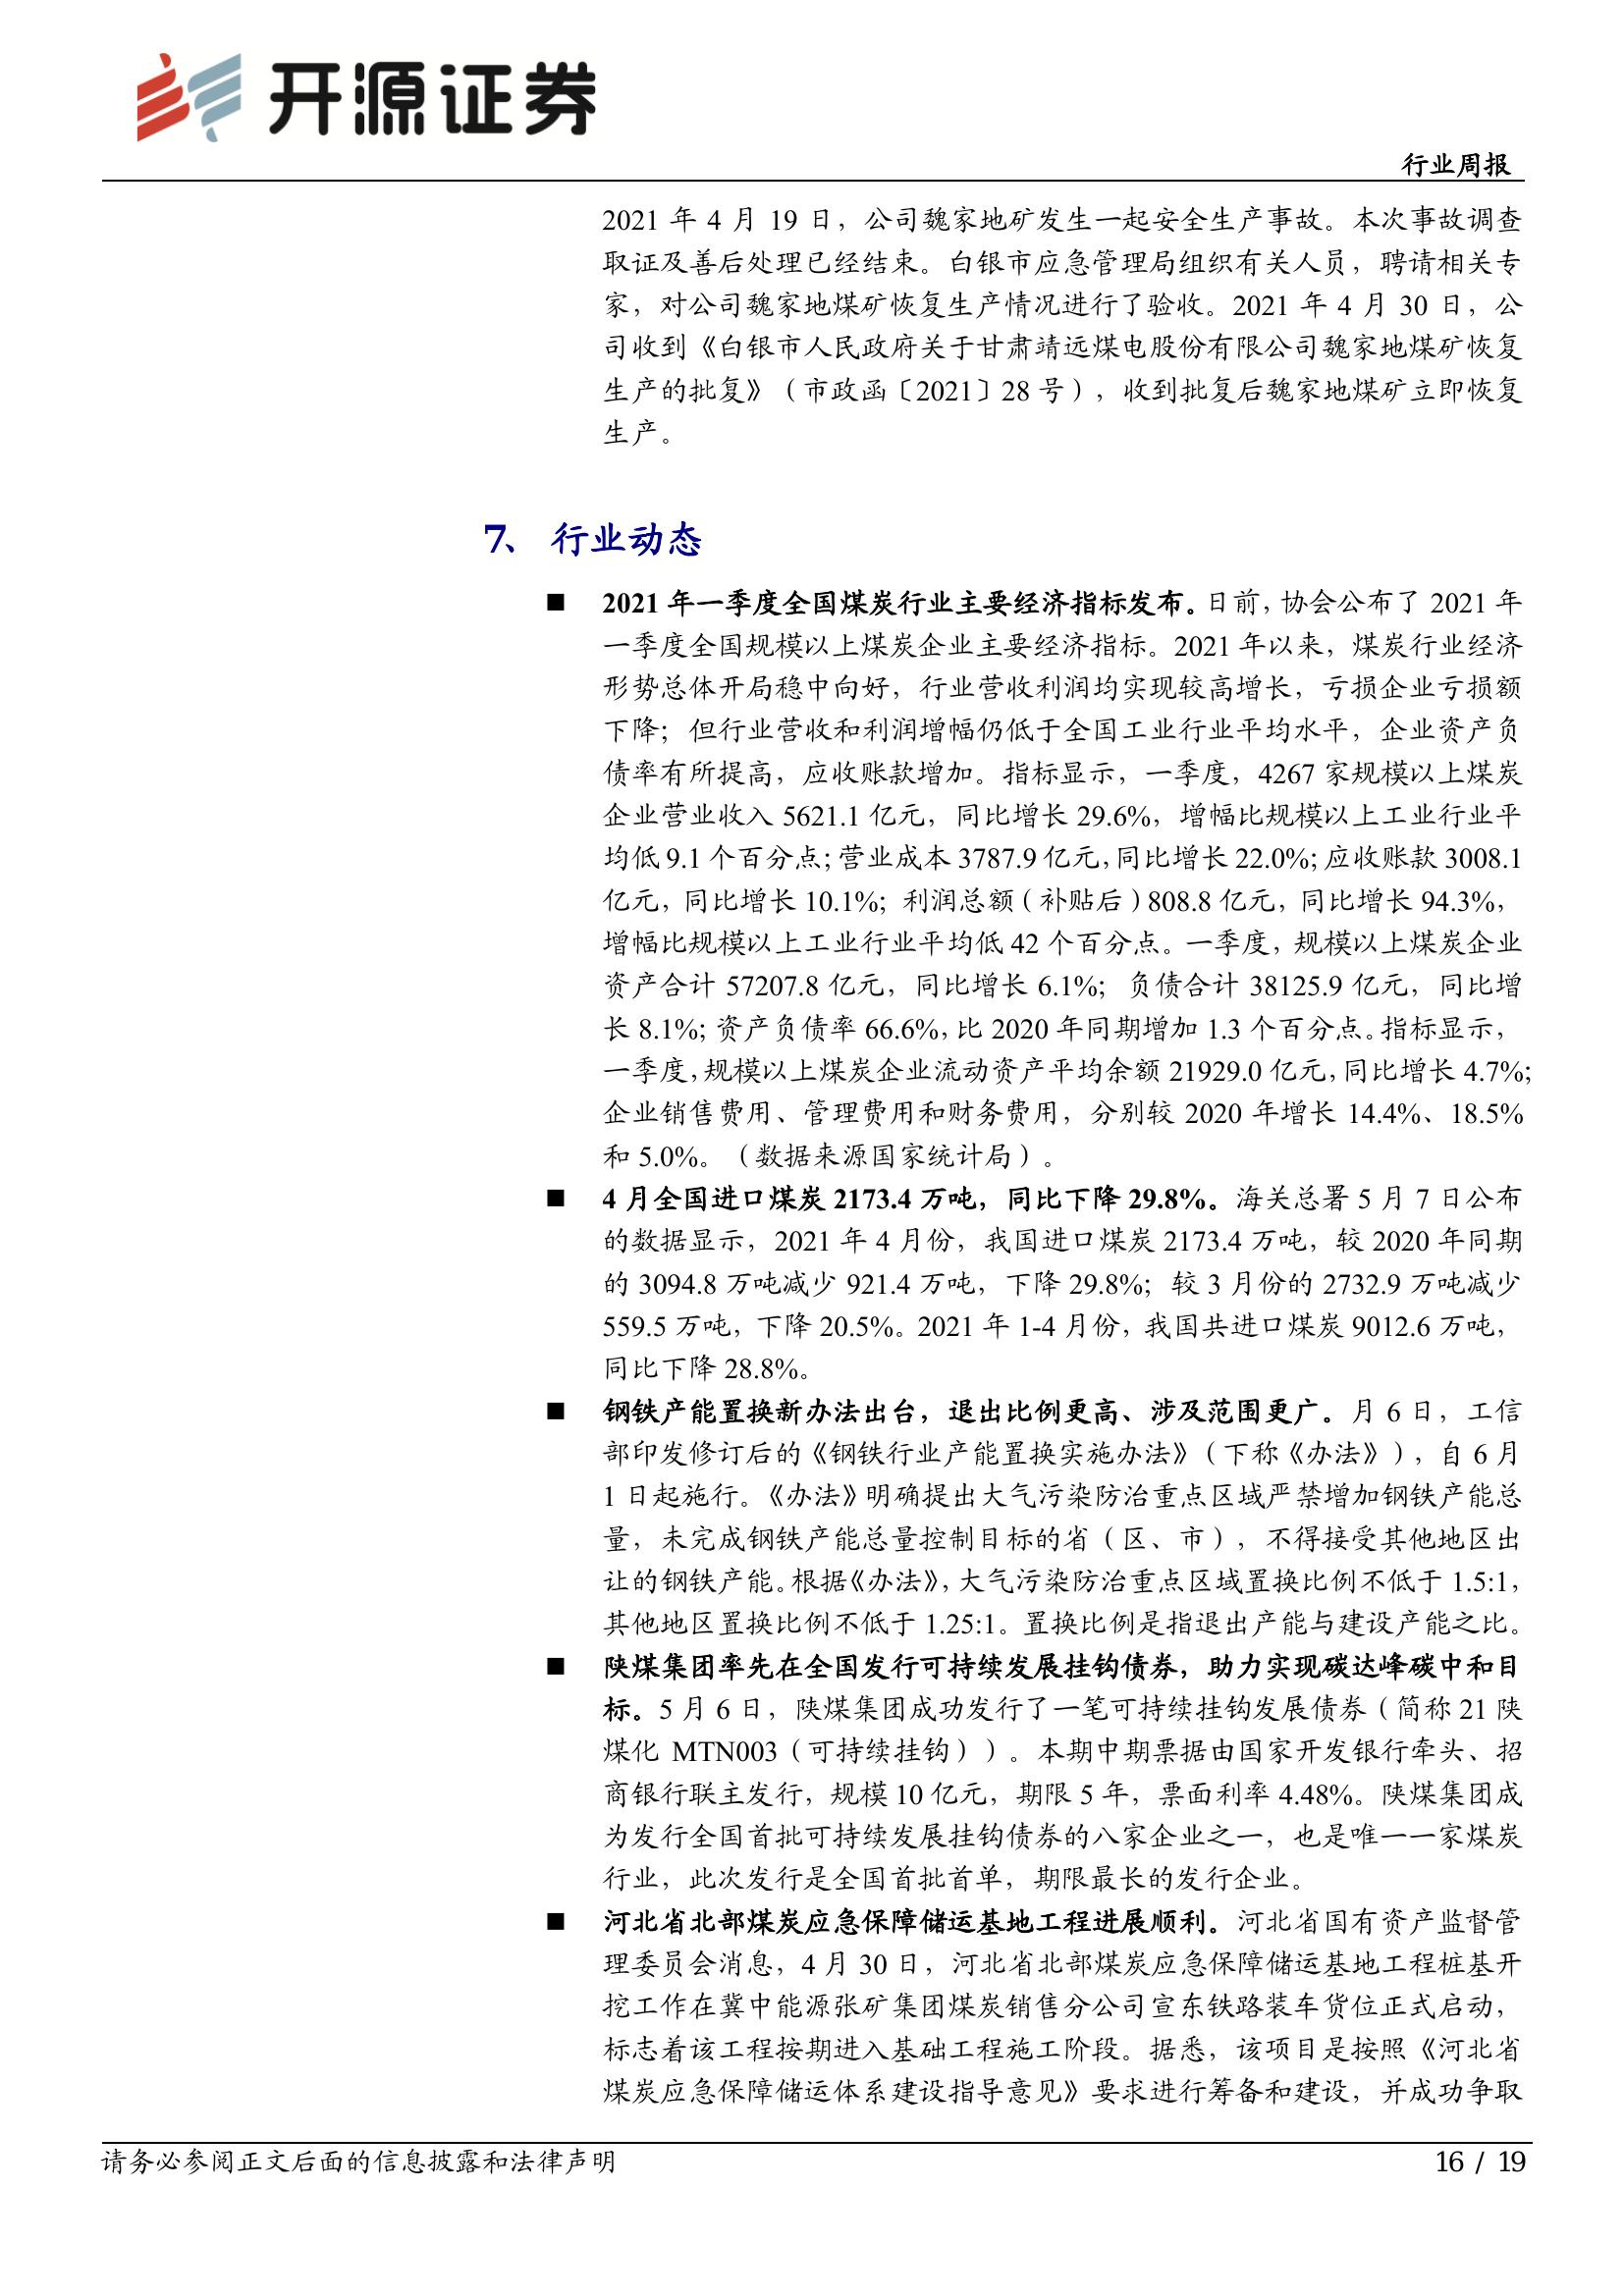 开源证券
行业周报
2021 年 4 月 19 日，公司魏家地矿发生一起安全生产事故。本次事故调查
取证及善后处理已经结束。白银市应急管理局组织有关人员，聘请相关专
家，对公司魏家地煤矿恢复生产情况进行了验收。2021 年 4 月 30 日，公
司收到《白银市人民政府关于甘肃靖远煤电股份有限公司魏家地煤矿恢复
生产的批复》（市政函〔2021〕28 号），收到批复后魏家地煤矿立即恢复
生产。
7、 行业动态
■ 2021 年一季度全国煤炭行业主要经济指标发布。日前，协会公布了 2021 年
一季度全国规模以上煤炭企业主要经济指标。2021 年以来，煤炭行业经济
形势总体开局稳中向好，行业营收利润均实现较高增长，亏损企业亏损额
下降；但行业营收和利润增幅仍低于全国工业行业平均水平，企业资产负
债率有所提高，应收账款增加。指标显示，一季度，4267 家规模以上煤炭
企业营业收入 5621.1 亿元，同比增长 29.6%，增幅比规模以上工业行业平
均低 9.1 个百分点；营业成本 3787.9 亿元，同比增长 22.0%；应收账款 3008.1
亿元，同比增长 10.1%；利润总额（补贴后）808.8 亿元，同比增长 94.3%，
增幅比规模以上工业行业平均低 42 个百分点。一季度，规模以上煤炭企业
资产合计 57207.8 亿元，同比增长 6.1%；负债合计 38125.9 亿元，同比增
长 8.1%；资产负债率 66.6%，比 2020 年同期增加 1.3 个百分点。指标显示，
一季度，规模以上煤炭企业流动资产平均余额 21929.0 亿元，同比增长 4.7%；
企业销售费用、管理费用和财务费用，分别较 2020 年增长 14.4%、18.5%
和 5.0%。（数据来源国家统计局）。
■ 4 月全国进口煤炭 2173.4 万吨，同比下降 29.8%。海关总署 5 月 7 日公布
的数据显示，2021 年 4 月份，我国进口煤炭 2173.4 万吨，较 2020 年同期
的 3094.8 万吨减少 921.4 万吨，下降 29.8%；较 3 月份的 2732.9 万吨减少
559.5 万吨，下降 20.5%。2021 年 1-4 月份，我国共进口煤炭 9012.6 万吨，
同比下降 28.8%。
■ 钢铁产能置换新办法出台，退出比例更高、涉及范围更广。月 6 日，工信
部印发修订后的《钢铁行业产能置换实施办法》（下称《办法》），自 6 月
1 日起施行。《办法》明确提出大气污染防治重点区域严禁增加钢铁产能总
量，未完成钢铁产能总量控制目标的省（区、市），不得接受其他地区出
让的钢铁产能。根据《办法》，大气污染防治重点区域置换比例不低于 1.5:1，
其他地区置换比例不低于 1.25:1。置换比例是指退出产能与建设产能之比。
■ 陕煤集团率先在全国发行可持续发展挂钩债券，助力实现碳达峰碳中和目
标。5 月 6 日，陕煤集团成功发行了一笔可持续挂钩发展债券（简称 21 陕
煤化 MTN003（可持续挂钩））。本期中期票据由国家开发银行牵头、招
商银行联主发行，规模 10 亿元，期限 5 年，票面利率 4.48%。陕煤集团成
为发行全国首批可持续发展挂钩债券的八家企业之一，也是唯一一家煤炭
行业，此次发行是全国首批首单，期限最长的发行企业。
■ 河北省北部煤炭应急保障储运基地工程进展顺利。河北省国有资产监督管
理委员会消息，4 月 30 日，河北省北部煤炭应急保障储运基地工程桩基开
挖工作在冀中能源张矿集团煤炭销售分公司宣东铁路装车货位正式启动，
标志着该工程按期进入基础工程施工阶段。据悉，该项目是按照《河北省
煤炭应急保障储运体系建设指导意见》要求进行筹备和建设，并成功争取
请务必参阅正文后面的信息披露和法律声明
16 / 19